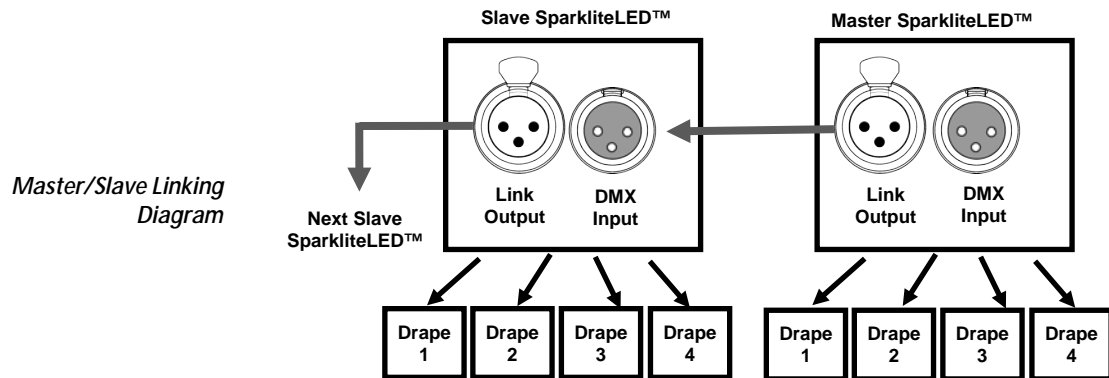 Slave SparkliteLED™
Master SparkliteLED™
Master/Slave Linking
Diagram
Link
Output
DMX
Input
Link
Output
DMX
Input
Next Slave
SparkliteLED™
Drape
1
Drape
2
Drape
3
Drape
4
Drape
1
Drape
2
Drape
3
Drape
4